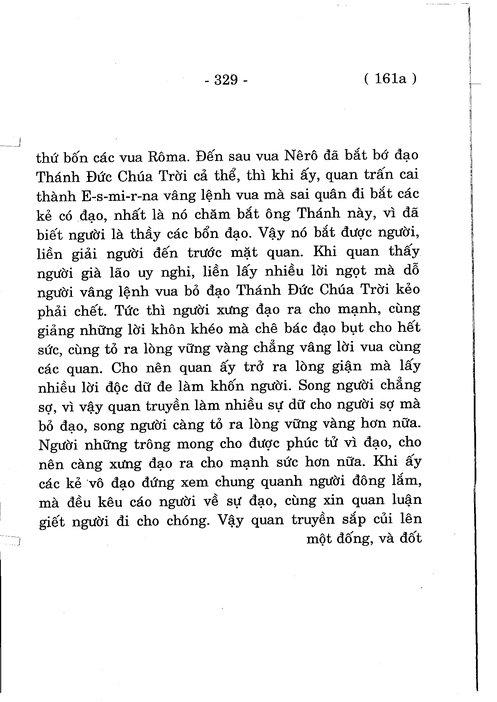 - 329 -
( 161a )
thứ bốn các vua Rôma. Đến sau vua Nêrô đã bắt bớ đạo
Thánh Đức Chúa Trời cả thể, thì khi ấy, quan trấn cai
thành E-s-mi-r-na vâng lệnh vua mà sai quân đi bắt các
kẻ có đạo, nhất là nó chăm bắt ông Thánh này, vì đã
biết người là thầy các bổn đạo. Vậy nó bắt được người,
liền giải người đến trước mặt quan. Khi quan thấy
người già lão uy nghi, liền lấy nhiều lời ngọt mà dỗ
người vâng lệnh vua bỏ đạo Thánh Đức Chúa Trời kẻo
phải chết. Tức thì người xưng đạo ra cho mạnh, cùng
giảng những lời khôn khéo mà chê bác đạo bụt cho hết
sức, cùng tỏ ra lòng vững vàng chẳng vâng lời vua cùng
các quan. Cho nên quan ấy trở ra lòng giận mà lấy
nhiều lời độc dữ đe làm khốn người. Song người chẳng
sợ, vì vậy quan truyền làm nhiều sự dữ cho người sợ mà
bỏ đạo, song người càng tỏ ra lòng vững vàng hơn nữa.
Người những trông mong cho được phúc tử vì đạo, cho
nên càng xưng đạo ra cho mạnh sức hơn nữa. Khi ấy
các kẻ vô đạo đứng xem chung quanh người đông lắm,
mà đều kêu cáo người về sự đạo, cùng xin quan luận
giết người đi cho chóng. Vậy quan truyền sắp củi lên
một đống, và đốt